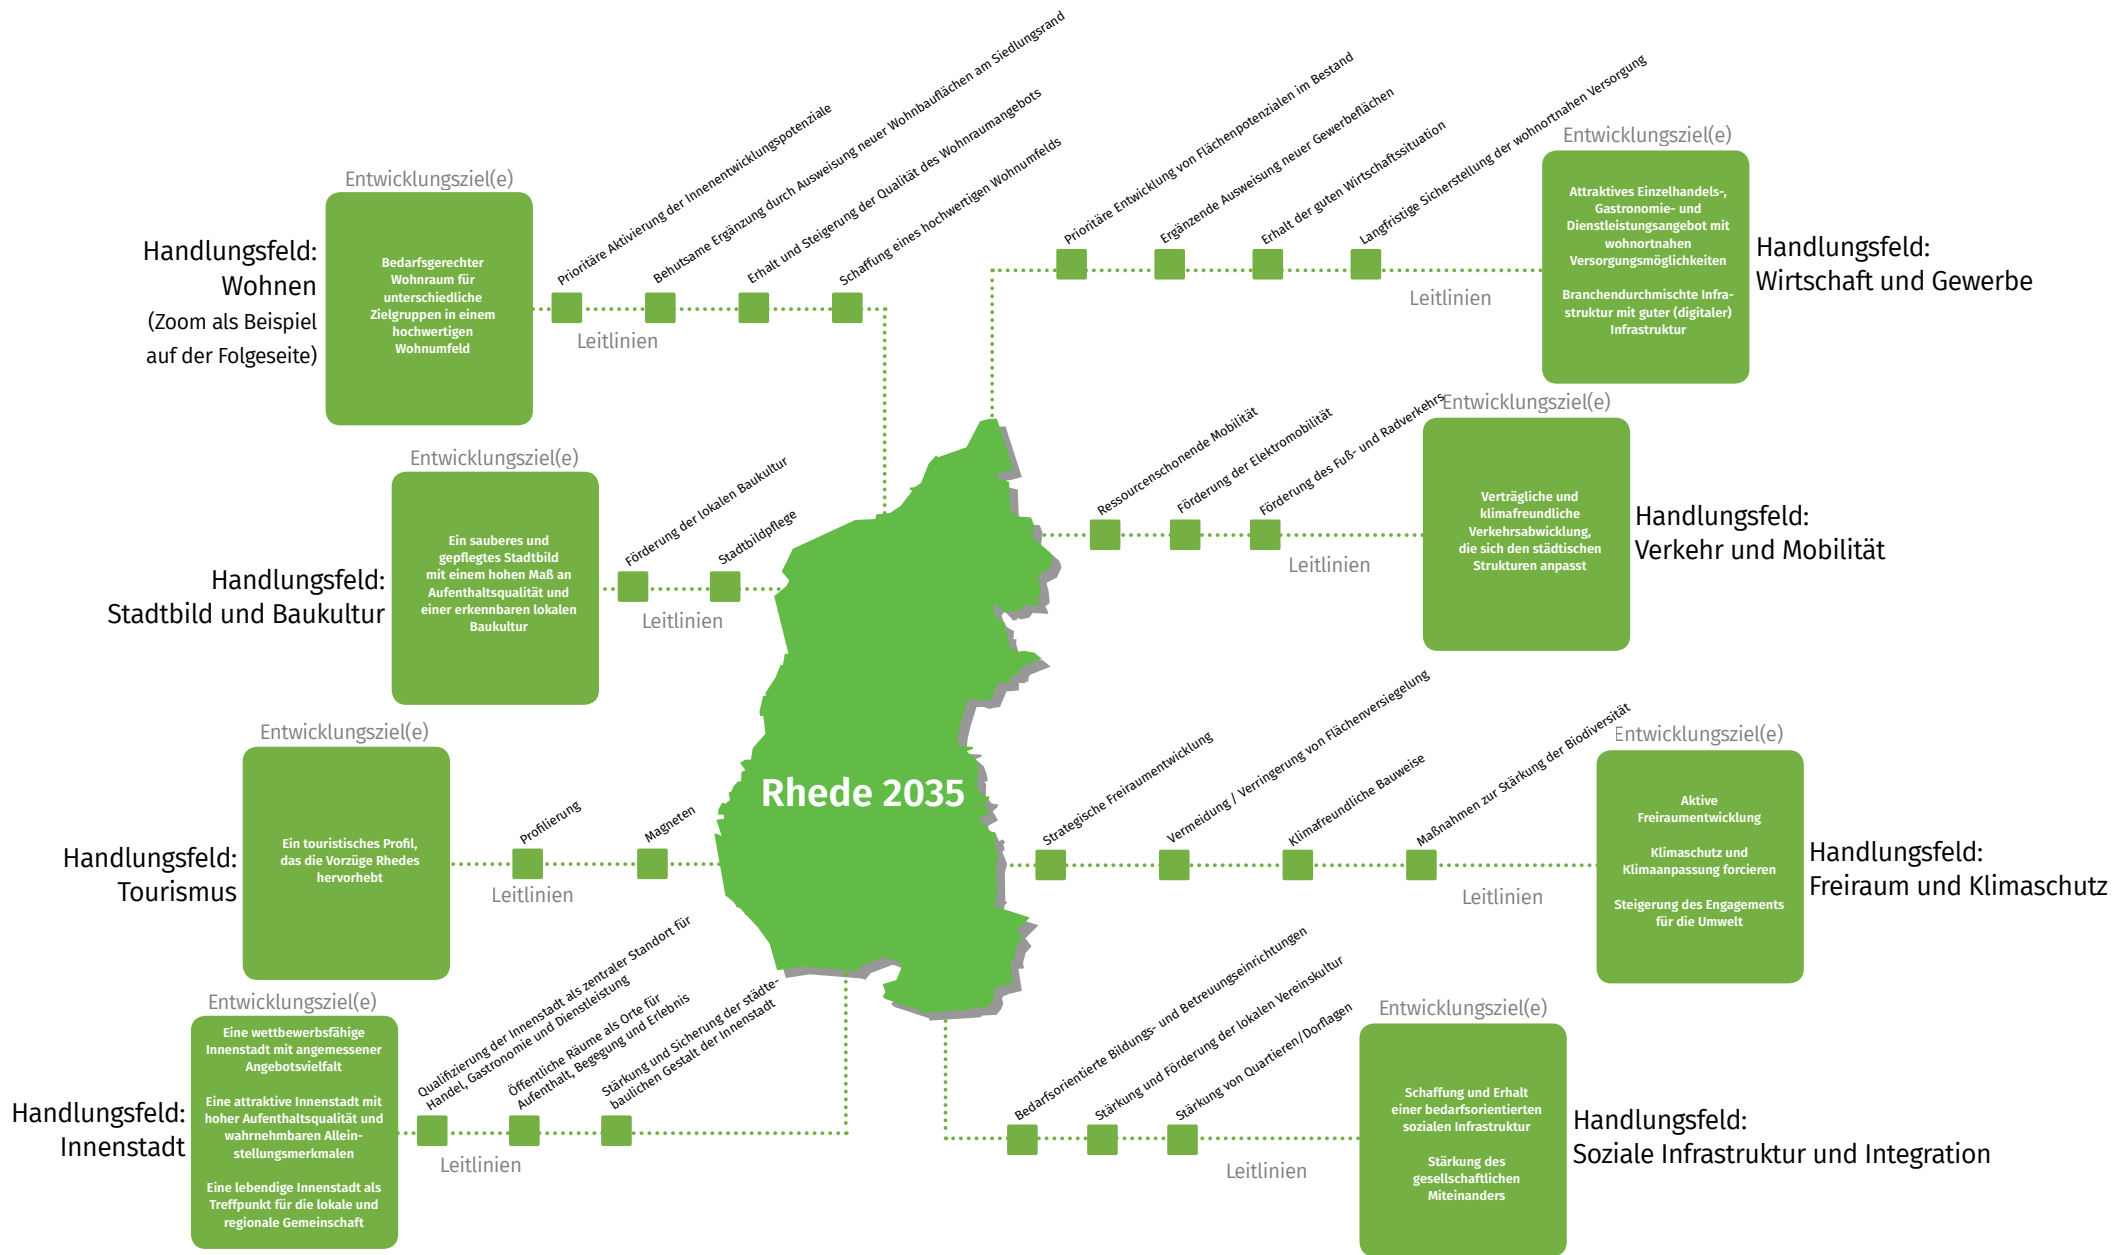 Handlungsfeld:
Wohnen
(Zoom als Beispiel
auf der Folgeseite)
Entwicklungsziel(e)
Bedarfsgerechter
Wohnraum für
unterschiedliche
Zielgruppen in einem
hochwertigen
Wohnumfeld
Leitlinien
Prioritäre Aktivierung der Innenentwicklungspotenziale
Behutsame Ergänzung durch Ausweisung neuer Wohnbauflächen am Siedlungsrand
Erhalt und Steigerung der Qualität des Wohnraumangebots
Schaffung eines hochwertigen Wohnumfelds
Handlungsfeld:
Stadtbild und Baukultur
Entwicklungsziel(e)
Ein sauberes und
gepflegtes Stadtbild
mit einem hohen Maß an
Aufenthaltsqualität und
einer erkennbaren lokalen
Baukultur
Leitlinien
Förderung der lokalen Baukultur
Stadtbildpflege
Handlungsfeld:
Tourismus
Entwicklungsziel(e)
Ein touristisches Profil,
das die Vorzüge Rhedes
hervorhebt
Leitlinien
Profilierung
Magneten
Handlungsfeld:
Innenstadt
Entwicklungsziel(e)
Eine wettbewerbsfähige
Innenstadt mit angemessener
Angebotsvielfalt
Eine attraktive Innenstadt mit
hoher Aufenthaltsqualität und
wahrnehmbaren Allein-
stellungsmerkmalen
Eine lebendige Innenstadt als
Treffpunkt für die lokale und
regionale Gemeinschaft
Leitlinien
Qualifizierung der Innenstadt als zentraler Standort für
Handel, Gastronomie und Dienstleistung
Öffentliche Räume als Orte für
Aufenthalt, Begegung und Erlebnis
Stärkung und Sicherung der städte-
baulichen Gestalt der Innenstadt
Rhede 2035
Prioritäre Entwicklung von Flächenpotenzialen im Bestand
Ergänzende Ausweisung neuer Gewerbeflächen
Erhalt der guten Wirtschaftssituation
Langfristige Sicherstellung der wohnortnahen Versorgung
Leitlinien
Entwicklungsziel(e)
Attraktives Einzelhandels-,
Gastronomie- und
Dienstleistungsangebot mit
wohnortnahen
Versorgungsmöglichkeiten
Branchendurchmischte Infra-
struktur mit guter (digitaler)
Infrastruktur
Handlungsfeld:
Wirtschaft und Gewerbe
Ressourcenschonende Mobilität
Förderung der Elektromobilität
Förderung des Fuß- und Radverkehrs
Leitlinien
Entwicklungsziel(e)
Verträgliche und
klimafreundliche
Verkehrsabwicklung,
die sich den städtischen
Strukturen anpasst
Handlungsfeld:
Verkehr und Mobilität
Strategische Freiraumentwicklung
Vermeidung / Verringerung von Flächenversiegelung
Klimafreundliche Bauweise
Maßnahmen zur Stärkung der Biodiversität
Leitlinien
Entwicklungsziel(e)
Aktive
Freiraumentwicklung
Klimaschutz und
Klimaanpassung forcieren
Steigerung des Engagements
für die Umwelt
Handlungsfeld:
Freiraum und Klimaschutz
Bedarfsorientierte Bildungs- und Betreuungseinrichtungen
Stärkung und Förderung der lokalen Vereinskultur
Stärkung von Quartieren/Dorflagen
Leitlinien
Entwicklungsziel(e)
Schaffung und Erhalt
einer bedarfsorientierten
sozialen Infrastruktur
Stärkung des
gesellschaftlichen
Miteinanders
Handlungsfeld:
Soziale Infrastruktur und Integration